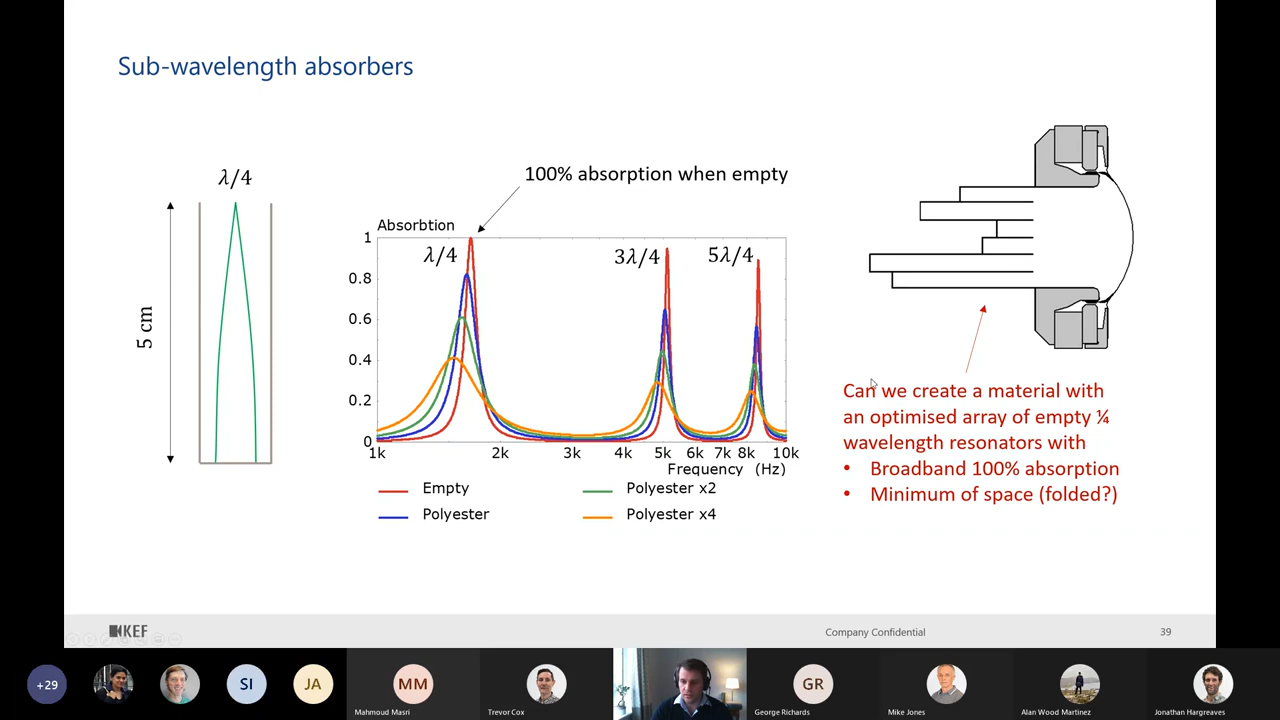 Sub-wavelength absorbers
λ/4
5 cm
100% absorption when empty
Absorbtion
1
0.8
0.6
0.4
0.2
0
λ/4
3λ/4
5λ/4
1k
2k
3k
4k
5k
6k
7k
8k
10k
Frequency (Hz)
Empty
Polyester
Polyester x2
Polyester x4
Can we create a material with
an optimised array of empty ¼
wavelength resonators with
• Broadband 100% absorption
• Minimum of space (folded?)
KEF
Company Confidential
39
+29
SI
JA
MM
Mahmoud Masri
Trevor Cox
GR
George Richards
Mike Jones
Alan Wood Martinez
Jonathan Hargreaves